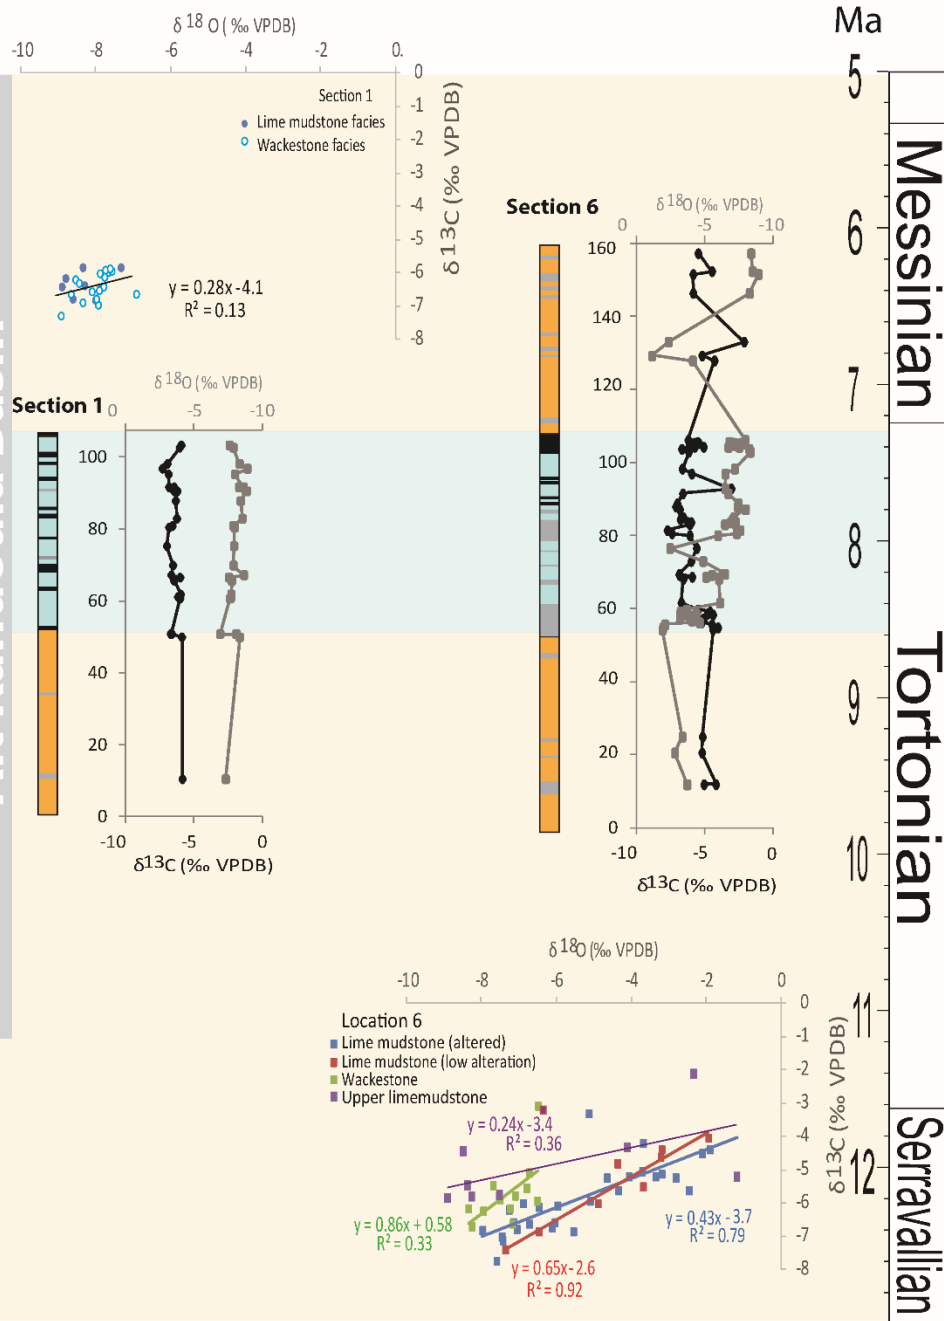 δ 18 O ( ‰ VPDB)
-10 -8 -6 -4 -2 0.
0
-1
-2
-3
-4
-5
-6
-7
-8
δ13C (‰ VPDB)
Section 1
Lime mudstone facies
Wackestone facies
y = 0.28x - 4.1
R² = 0.13
Section 1
δ 18O (‰ VPDB)
0 -5 -10
100
80
60
40
20
0
-10 -5 0
δ13C (‰ VPDB)
Section 6
δ 18O (‰ VPDB)
0 -5 -10
160
140
120
100
80
60
40
20
0
-10 -5 0
δ13C (‰ VPDB)
δ 18O (‰ VPDB)
-10 -8 -6 -4 -2 0
0
-1
-2
-3
-4
-5
-6
-7
-8
δ13C (‰ VPDB)
Location 6
Lime mudstone (altered)
Lime mudstone (low alteration)
Wackestone
Upper limemudstone
y = 0.24x - 3.4
R² = 0.36
y = 0.86x + 0.58
R² = 0.33
y = 0.43x - 3.7
R² = 0.79
y = 0.65x - 2.6
R² = 0.92
Ma
5
6
7
8
9
10
11
12
Messinian
Tortonian
Serravallian